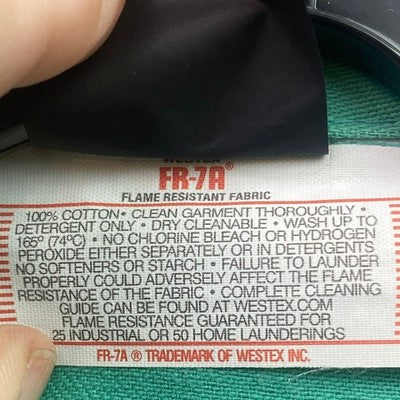 WESTEX
FR-7A®
FLAME RESISTANT FABRIC
100% COTTON • CLEAN GARMENT THOROUGHLY •
DETERGENT ONLY • DRY CLEANABLE • WASH UP TO
165° (74°C) • NO CHLORINE BLEACH OR HYDROGEN
PEROXIDE EITHER SEPARATELY OR IN DETERGENTS
NO SOFTENERS OR STARCH • FAILURE TO LAUNDER
PROPERLY COULD ADVERSELY AFFECT THE FLAME
RESISTANCE OF THE FABRIC • COMPLETE CLEANING
GUIDE CAN BE FOUND AT WESTEX.COM
FLAME RESISTANCE GUARANTEED FOR
25 INDUSTRIAL OR 50 HOME LAUNDERINGS
FR-7A ® TRADEMARK OF WESTEX INC.